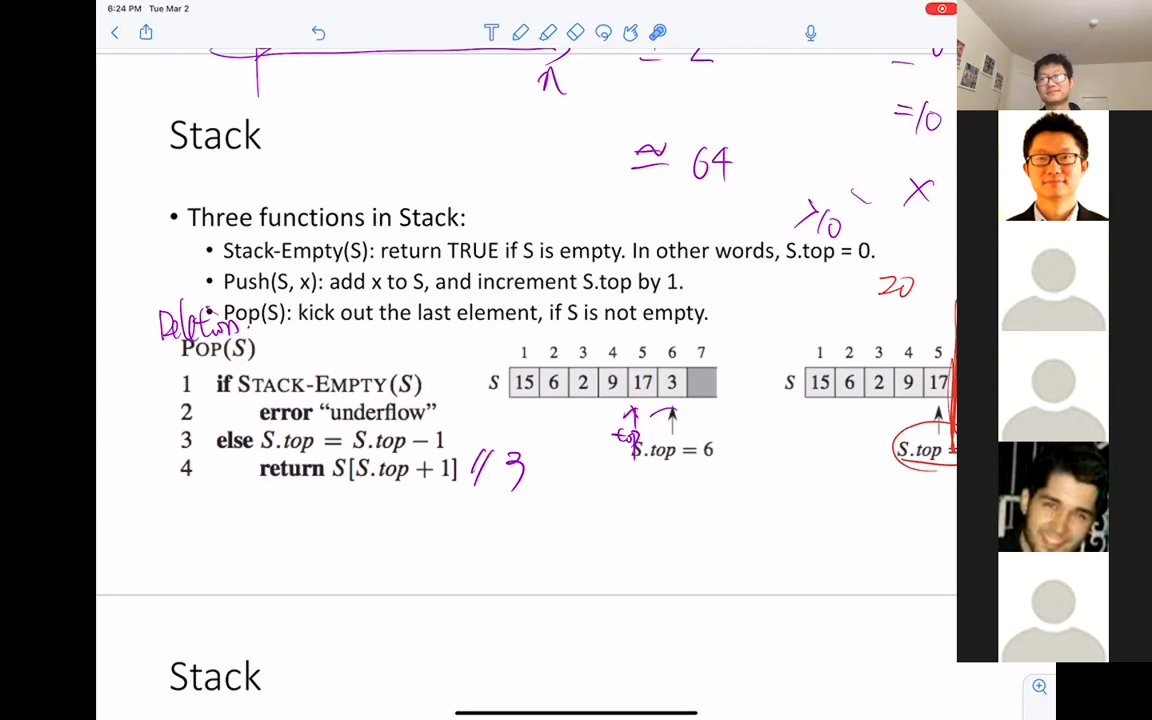 6:24 PM Tue Mar 2
T
π
= 2
=10
Stack
≅ 64
x
>10
• Three functions in Stack:
• Stack-Empty(S): return TRUE if S is empty. In other words, S.top = 0.
• Push(S, x): add x to S, and increment S.top by 1.
20
• Pop(S): kick out the last element, if S is not empty.
Deletion.
POP(S)
1 if STACK-EMPTY(S)
2 error “underflow”
3 else S.top = S.top − 1
4 return S[S.top + 1] // 3
1 2 3 4 5 6 7
S 15 6 2 9 17 3
top
S.top = 6
1 2 3 4 5
S 15 6 2 9 17
S.top =
Stack